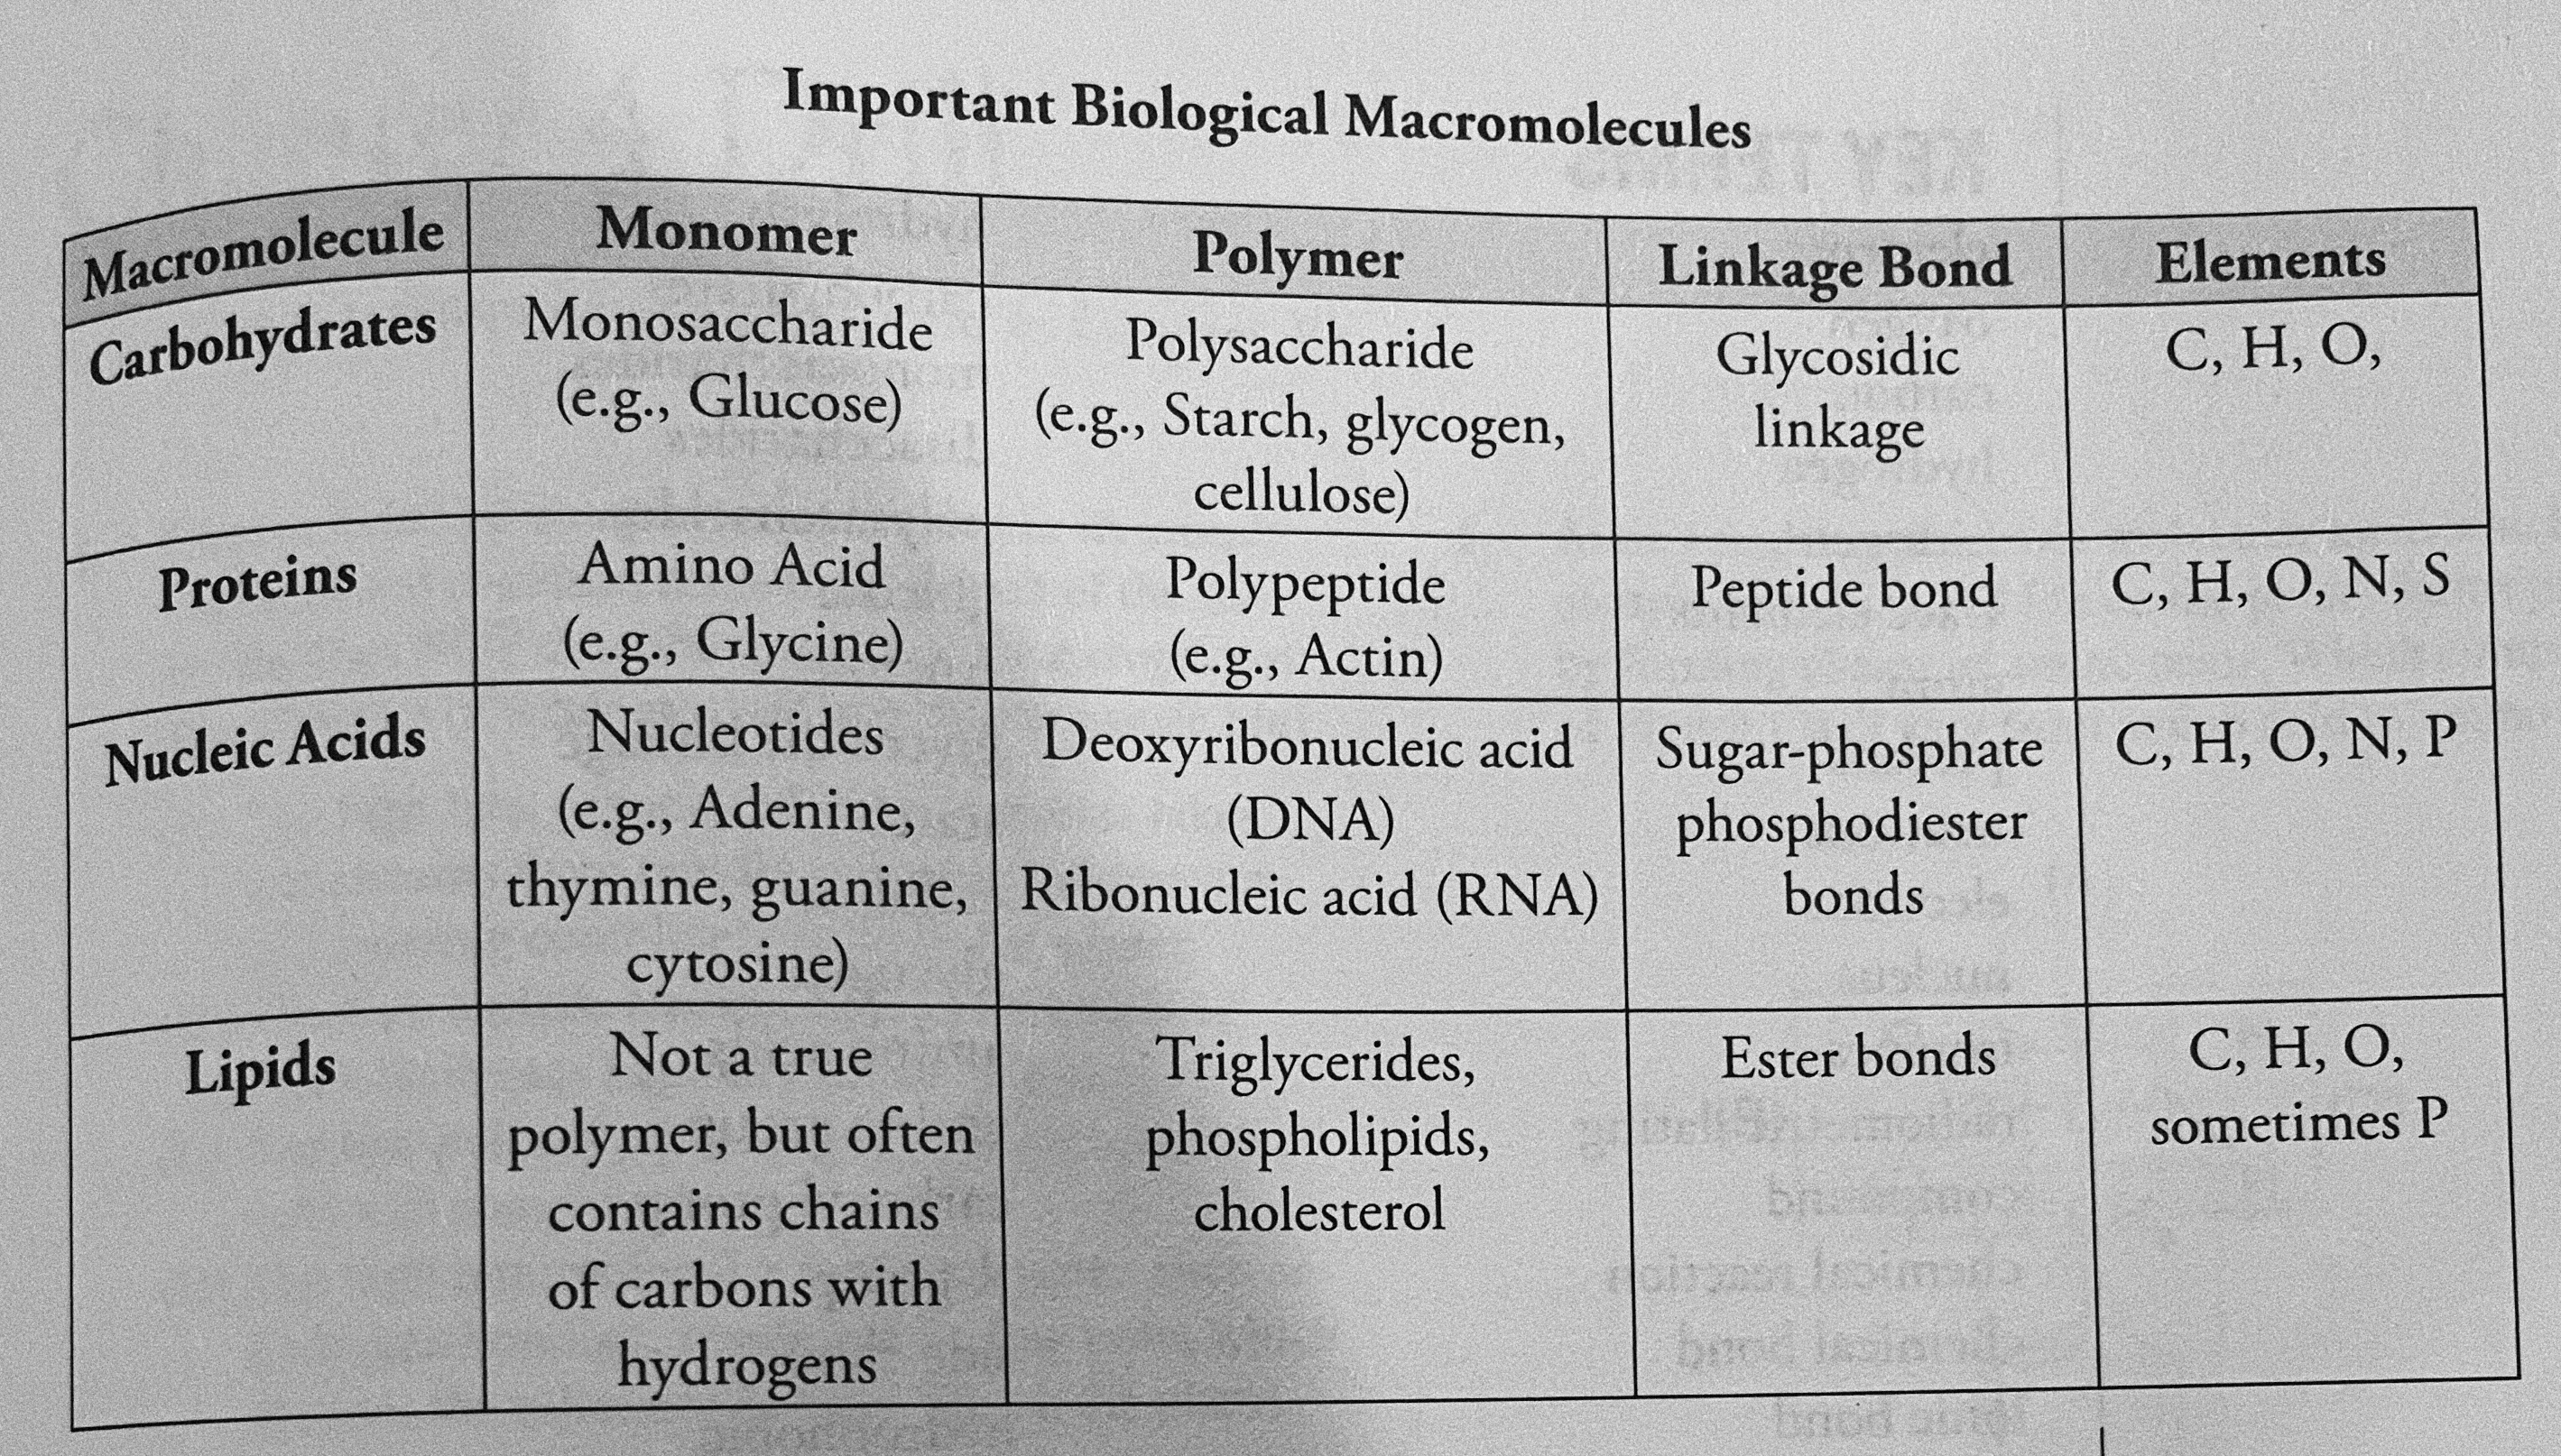 Important Biological Macromolecules
Macromolecule
Monomer
Polymer
Linkage Bond
Elements
Carbohydrates
Monosaccharide
(e.g., Glucose)
Polysaccharide
(e.g., Starch, glycogen,
cellulose)
Glycosidic
linkage
C, H, O,
Proteins
Amino Acid
(e.g., Glycine)
Polypeptide
(e.g., Actin)
Peptide bond
C, H, O, N, S
Nucleic Acids
Nucleotides
(e.g., Adenine,
thymine, guanine,
cytosine)
Deoxyribonucleic acid
(DNA)
Ribonucleic acid (RNA)
Sugar-phosphate
phosphodiester
bonds
C, H, O, N, P
Lipids
Not a true
polymer, but often
contains chains
of carbons with
hydrogens
Triglycerides,
phospholipids,
cholesterol
Ester bonds
C, H, O,
sometimes P